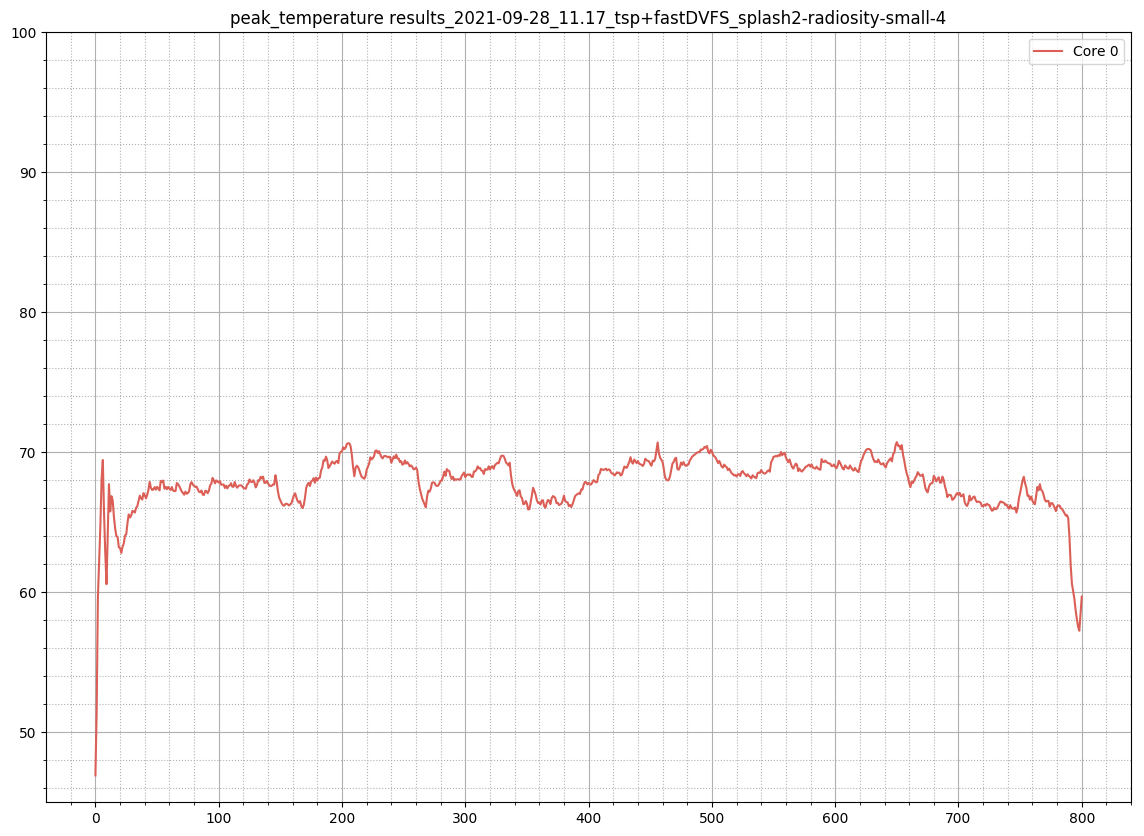 peak_temperature results_2021-09-28_11.17_tsp+fastDVFS_splash2-radiosity-small-4
Core 0
100
90
80
70
60
50
0 100 200 300 400 500 600 700 800